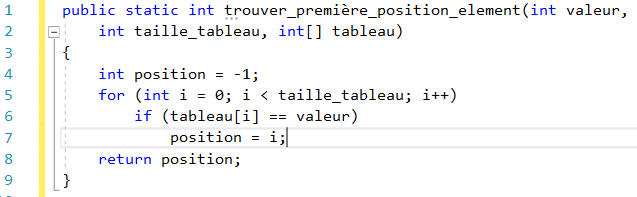 1 public static int trouver_première_position_element(int valeur,
2 int taille_tableau, int[] tableau)
3 {
4 int position = -1;
5 for (int i = 0; i < taille_tableau; i++)
6 if (tableau[i] == valeur)
7 position = i;
8 return position;
9 }